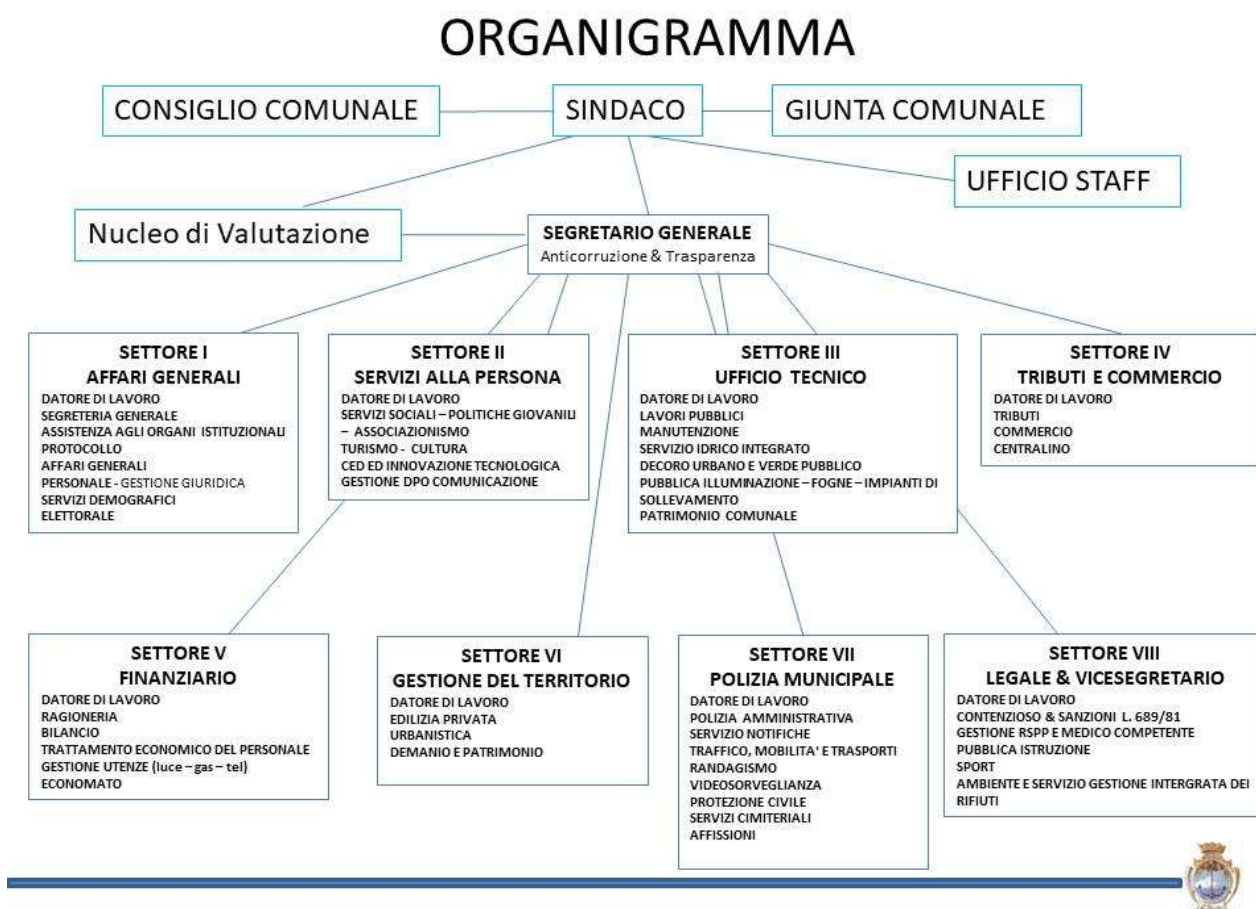 ORGANIGRAMMA
CONSIGLIO COMUNALE
SINDACO
GIUNTA COMUNALE
UFFICIO STAFF
Nucleo di Valutazione
SEGRETARIO GENERALE
Anticorruzione & Trasparenza
SETTORE I
AFFARI GENERALI
DATORE DI LAVORO
SEGRETERIA GENERALE
ASSISTENZA AGLI ORGANI ISTITUZIONALI
PROTOCOLLO
AFFARI GENERALI
PERSONALE - GESTIONE GIURIDICA
SERVIZI DEMOGRAFICI
ELETTORALE
SETTORE II
SERVIZI ALLA PERSONA
DATORE DI LAVORO
SERVIZI SOCIALI – POLITICHE GIOVANILI
– ASSOCIAZIONISMO
TURISMO - CULTURA
CED ED INNOVAZIONE TECNOLOGICA
GESTIONE DPO COMUNICAZIONE
SETTORE III
UFFICIO TECNICO
DATORE DI LAVORO
LAVORI PUBBLICI
MANUTENZIONE
SERVIZIO IDRICO INTEGRATO
DECORO URBANO E VERDE PUBBLICO
PUBBLICA ILLUMINAZIONE – FOGNE – IMPIANTI DI
SOLLEVAMENTO
PATRIMONIO COMUNALE
SETTORE IV
TRIBUTI E COMMERCIO
DATORE DI LAVORO
TRIBUTI
COMMERCIO
CENTRALINO
SETTORE V
FINANZIARIO
DATORE DI LAVORO
RAGIONERIA
BILANCIO
TRATTAMENTO ECONOMICO DEL PERSONALE
GESTIONE UTENZE (luce – gas – tel)
ECONOMATO
SETTORE VI
GESTIONE DEL TERRITORIO
DATORE DI LAVORO
EDILIZIA PRIVATA
URBANISTICA
DEMANIO E PATRIMONIO
SETTORE VII
POLIZIA MUNICIPALE
DATORE DI LAVORO
POLIZIA AMMINISTRATIVA
SERVIZIO NOTIFICHE
TRAFFICO, MOBILITA' E TRASPORTI
RANDAGISMO
VIDEOSORVEGLIANZA
PROTEZIONE CIVILE
SERVIZI CIMITERIALI
AFFISSIONI
SETTORE VIII
LEGALE & VICESEGRETARIO
DATORE DI LAVORO
CONTENZIOSO & SANZIONI L. 689/81
GESTIONE RSPP E MEDICO COMPETENTE
PUBBLICA ISTRUZIONE
SPORT
AMBIENTE E SERVIZIO GESTIONE INTERGRATA DEI
RIFIUTI